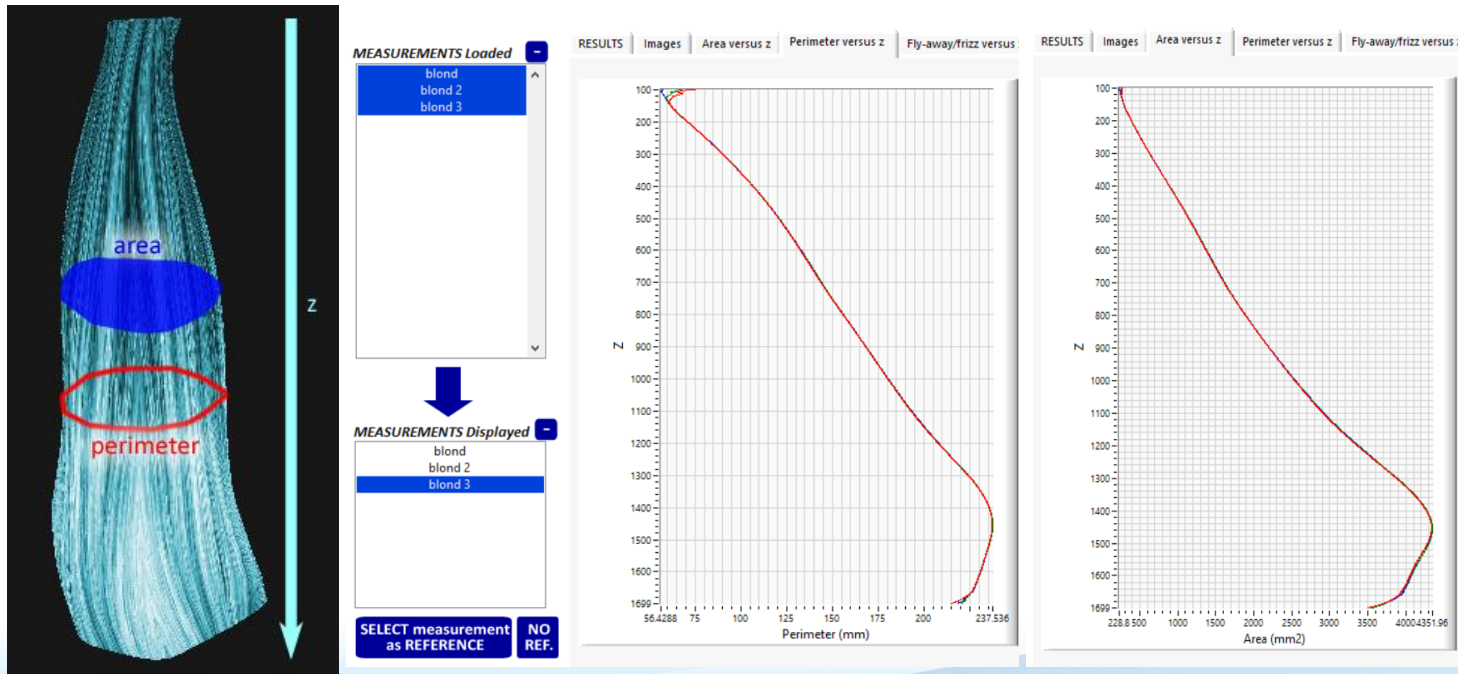 area
perimeter
z
MEASUREMENTS Loaded -
blond
blond 2
blond 3
MEASUREMENTS Displayed -
blond
blond 2
blond 3
SELECT measurement
as REFERENCE
NO
REF.
RESULTS Images Area versus z Perimeter versus z Fly-away/frizz versus
100
200
300
400
500
600
700
800
900
1000
1100
1200
1300
1400
1500
1600
1699
Z
56.4288 75 100 125 150 175 200 237.536
Perimeter (mm)
RESULTS Images Area versus z Perimeter versus z Fly-away/frizz versus
100
200
300
400
500
600
700
800
900
1000
1100
1200
1300
1400
1500
1600
1699
Z
228.8 500 1000 1500 2000 2500 3000 3500 4000 4351.96
Area (mm2)